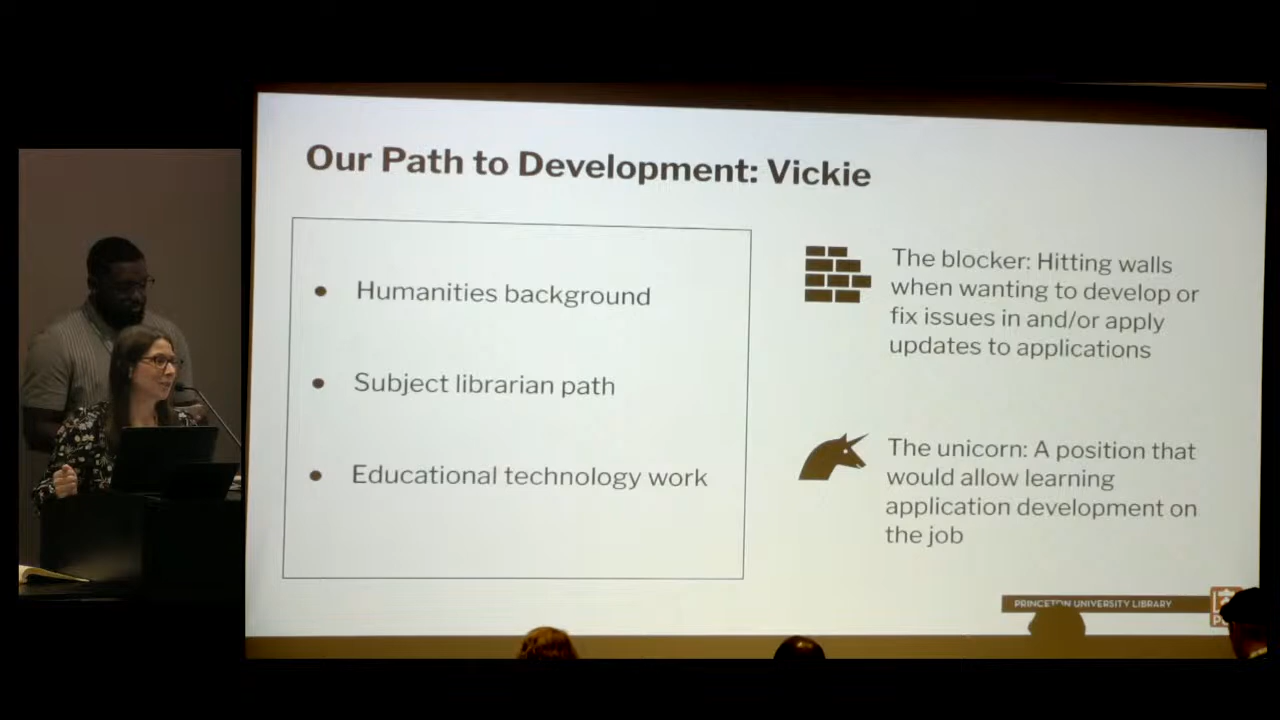 Our Path to Development: Vickie
Humanities background
Subject librarian path
Educational technology work
The blocker: Hitting walls
when wanting to develop or
fix issues in and/or apply
updates to applications
The unicorn: A position that
would allow learning
application development on
the job
PRINCETON UNIVERSITY LIBRARY